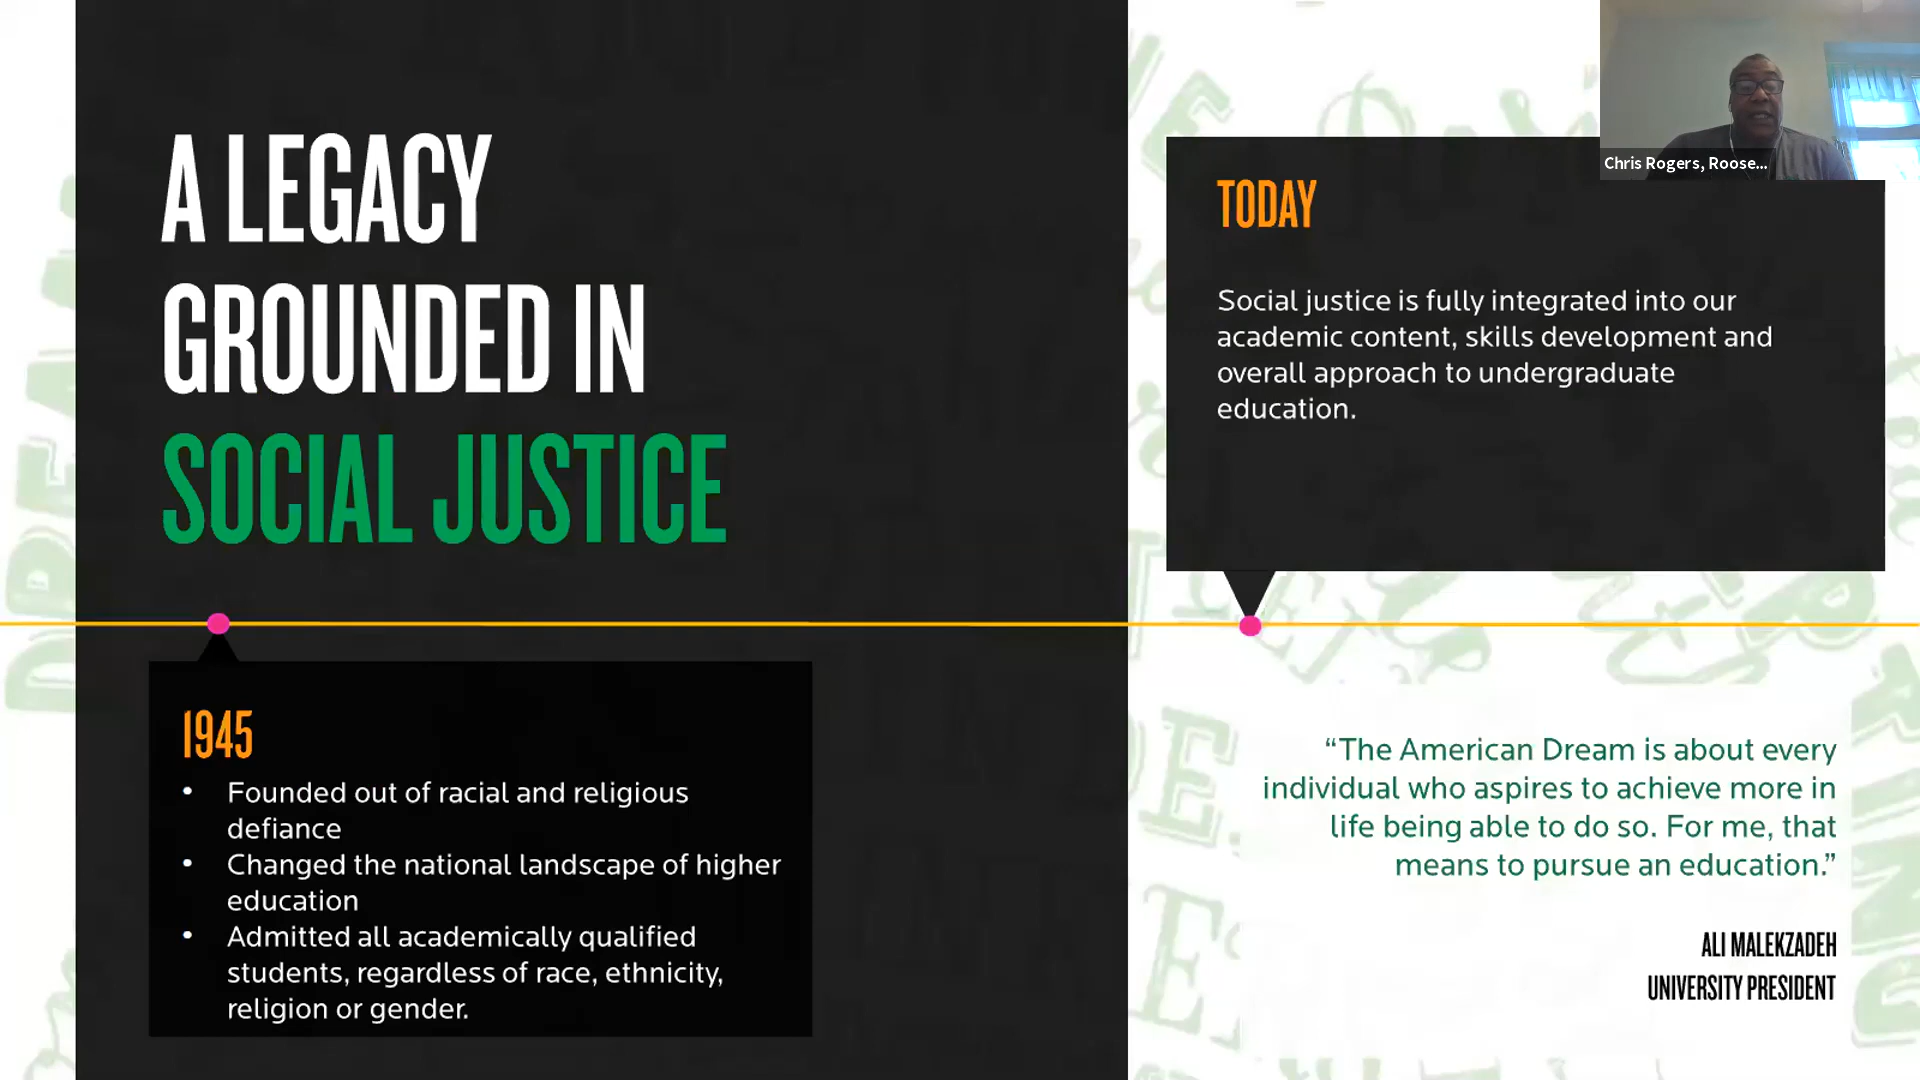 A LEGACY
GROUNDED IN
SOCIAL JUSTICE
1945
• Founded out of racial and religious
defiance
• Changed the national landscape of higher
education
• Admitted all academically qualified
students, regardless of race, ethnicity,
religion or gender.
Chris Rogers, Roose...
TODAY
Social justice is fully integrated into our
academic content, skills development and
overall approach to undergraduate
education.
“The American Dream is about every
individual who aspires to achieve more in
life being able to do so. For me, that
means to pursue an education.”
ALI MALEKZADEH
UNIVERSITY PRESIDENT